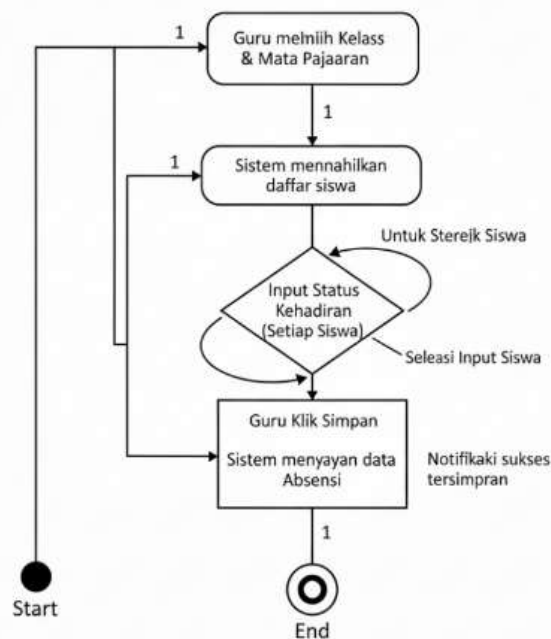 1
Guru melniih Kelass
& Mata Pajaaran
1
1
Sistem mennahilkan
daffar siswa
Untuk Stereik Siswa
Input Status
Kehadiran
(Setiap Siswa)
Seleasi Input Siswa
Guru Klik Simpan
Sistem menyayan data
Absensi
Notifikaki sukses
tersimpran
1
Start
End